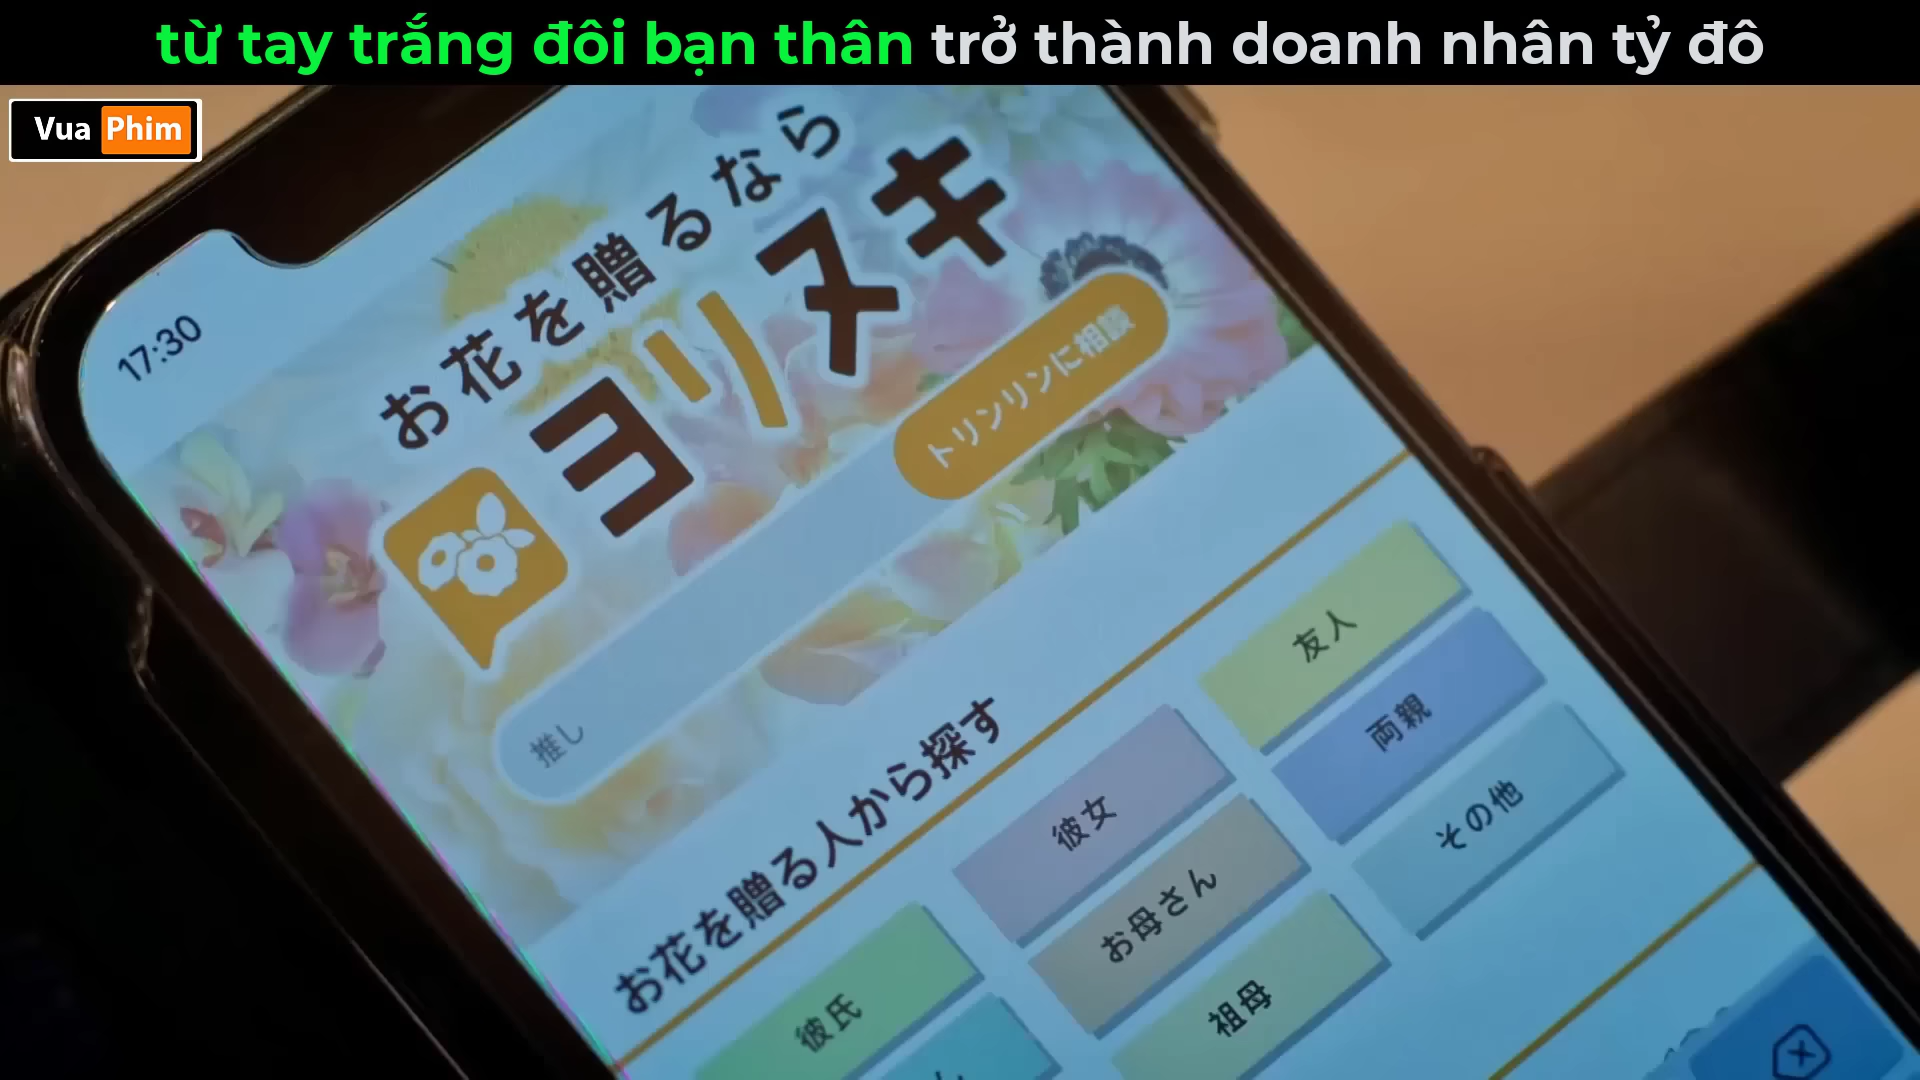 từ tay trắng đôi bạn thân trở thành doanh nhân tỷ đô
Vua Phim
17:30
お花を贈るなら
ヨリヌキ
トリンリンに相談
推し
お花を贈る人から探す
彼氏
彼女
友人
お母さん
両親
祖母
その他